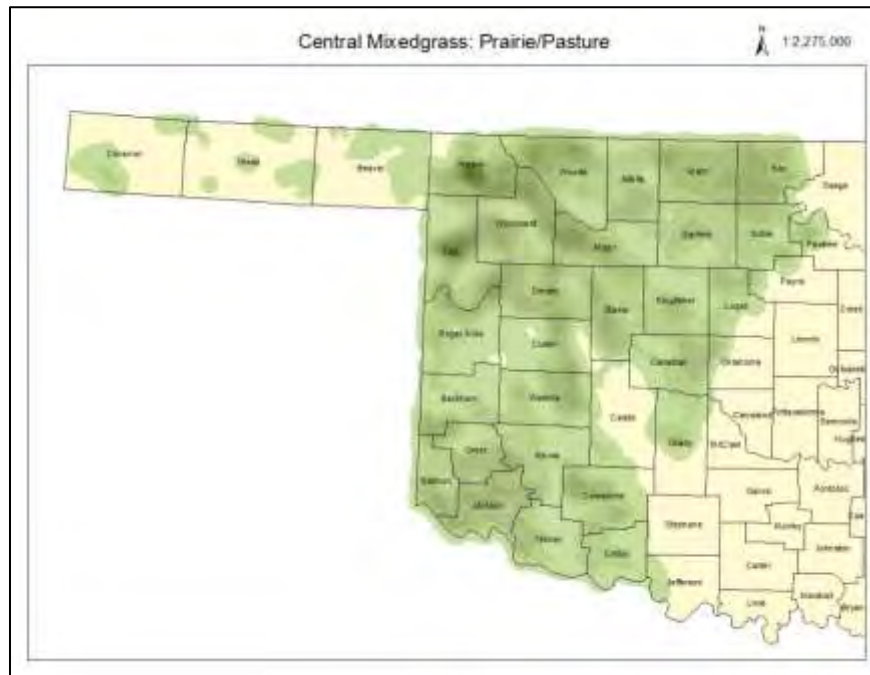 Central Mixedgrass: Prairie/Pasture
N
1:2,275,000
Cimarron
Texas
Beaver
Harper
Woods
Alfalfa
Grant
Kay
Osage
Woodward
Ellis
Major
Garfield
Noble
Pawnee
Payne
Dewey
Blaine
Kingfisher
Logan
Creek
Roger Mills
Custer
Lincoln
Canadian
Oklahoma
Beckham
Washita
Caddo
Cleveland
Pottawatomie
Seminole
Grady
McClain
Greer
Kiowa
Harmon
Jackson
Comanche
Garvin
Pontotoc
Stephens
Murray
Tillman
Cotton
Johnston
Carter
Jefferson
Love
Marshall
Bryan